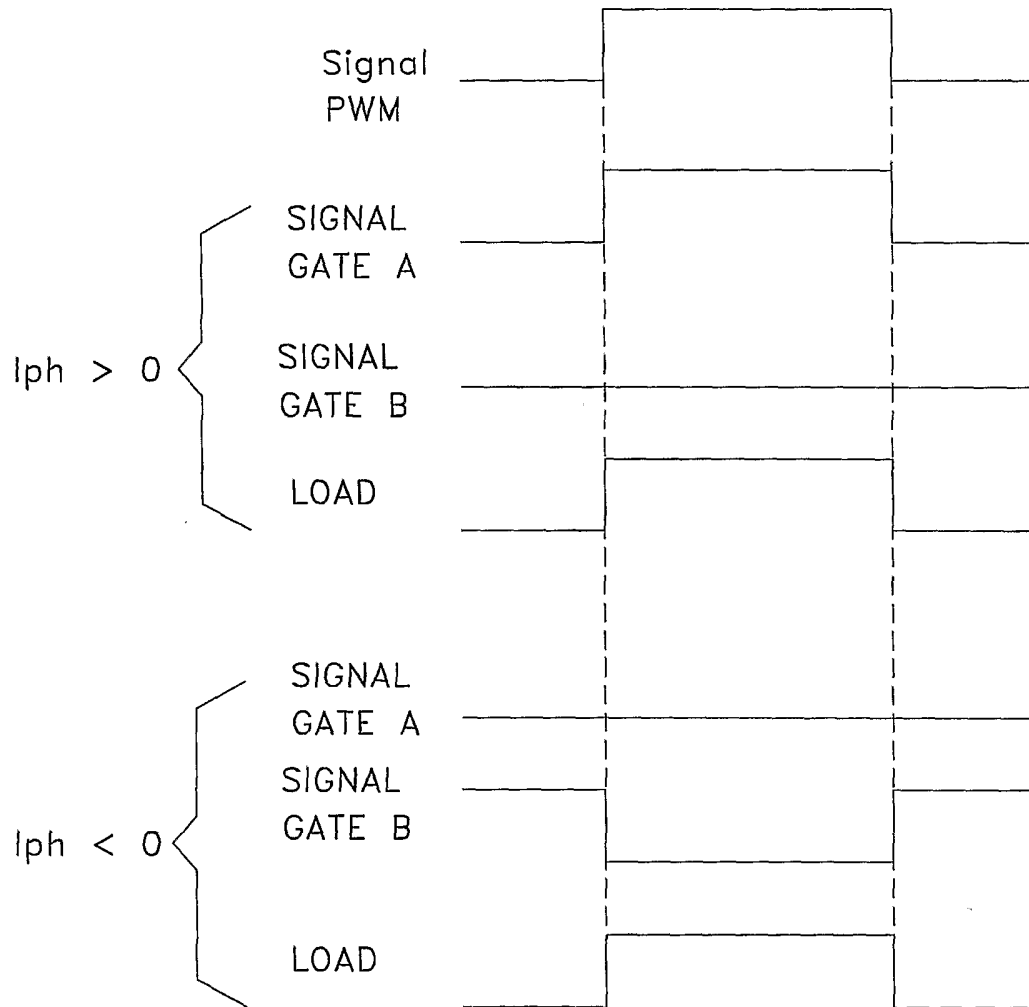 Signal
PWM
SIGNAL
GATE A
Iph > 0
SIGNAL
GATE B
LOAD
SIGNAL
GATE A
SIGNAL
GATE B
Iph < 0
LOAD